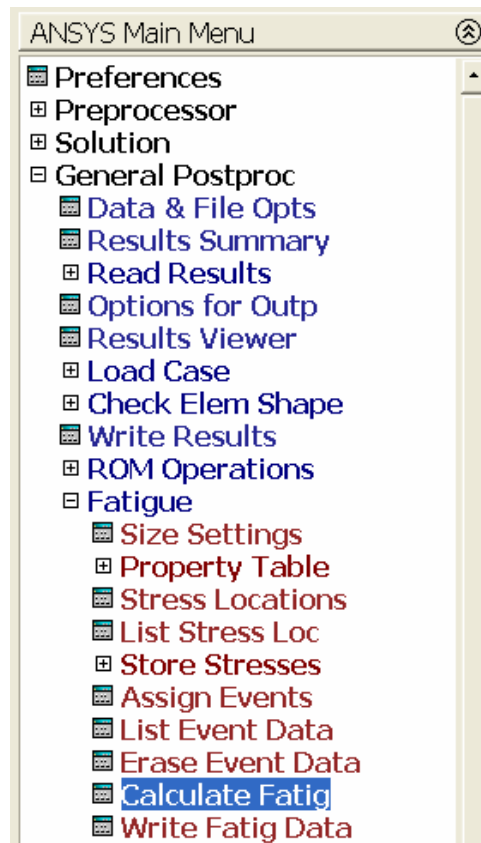 ANSYS Main Menu
Preferences
Preprocessor
Solution
General Postproc
Data & File Opts
Results Summary
Read Results
Options for Outp
Results Viewer
Load Case
Check Elem Shape
Write Results
ROM Operations
Fatigue
Size Settings
Property Table
Stress Locations
List Stress Loc
Store Stresses
Assign Events
List Event Data
Erase Event Data
Calculate Fatig
Write Fatig Data